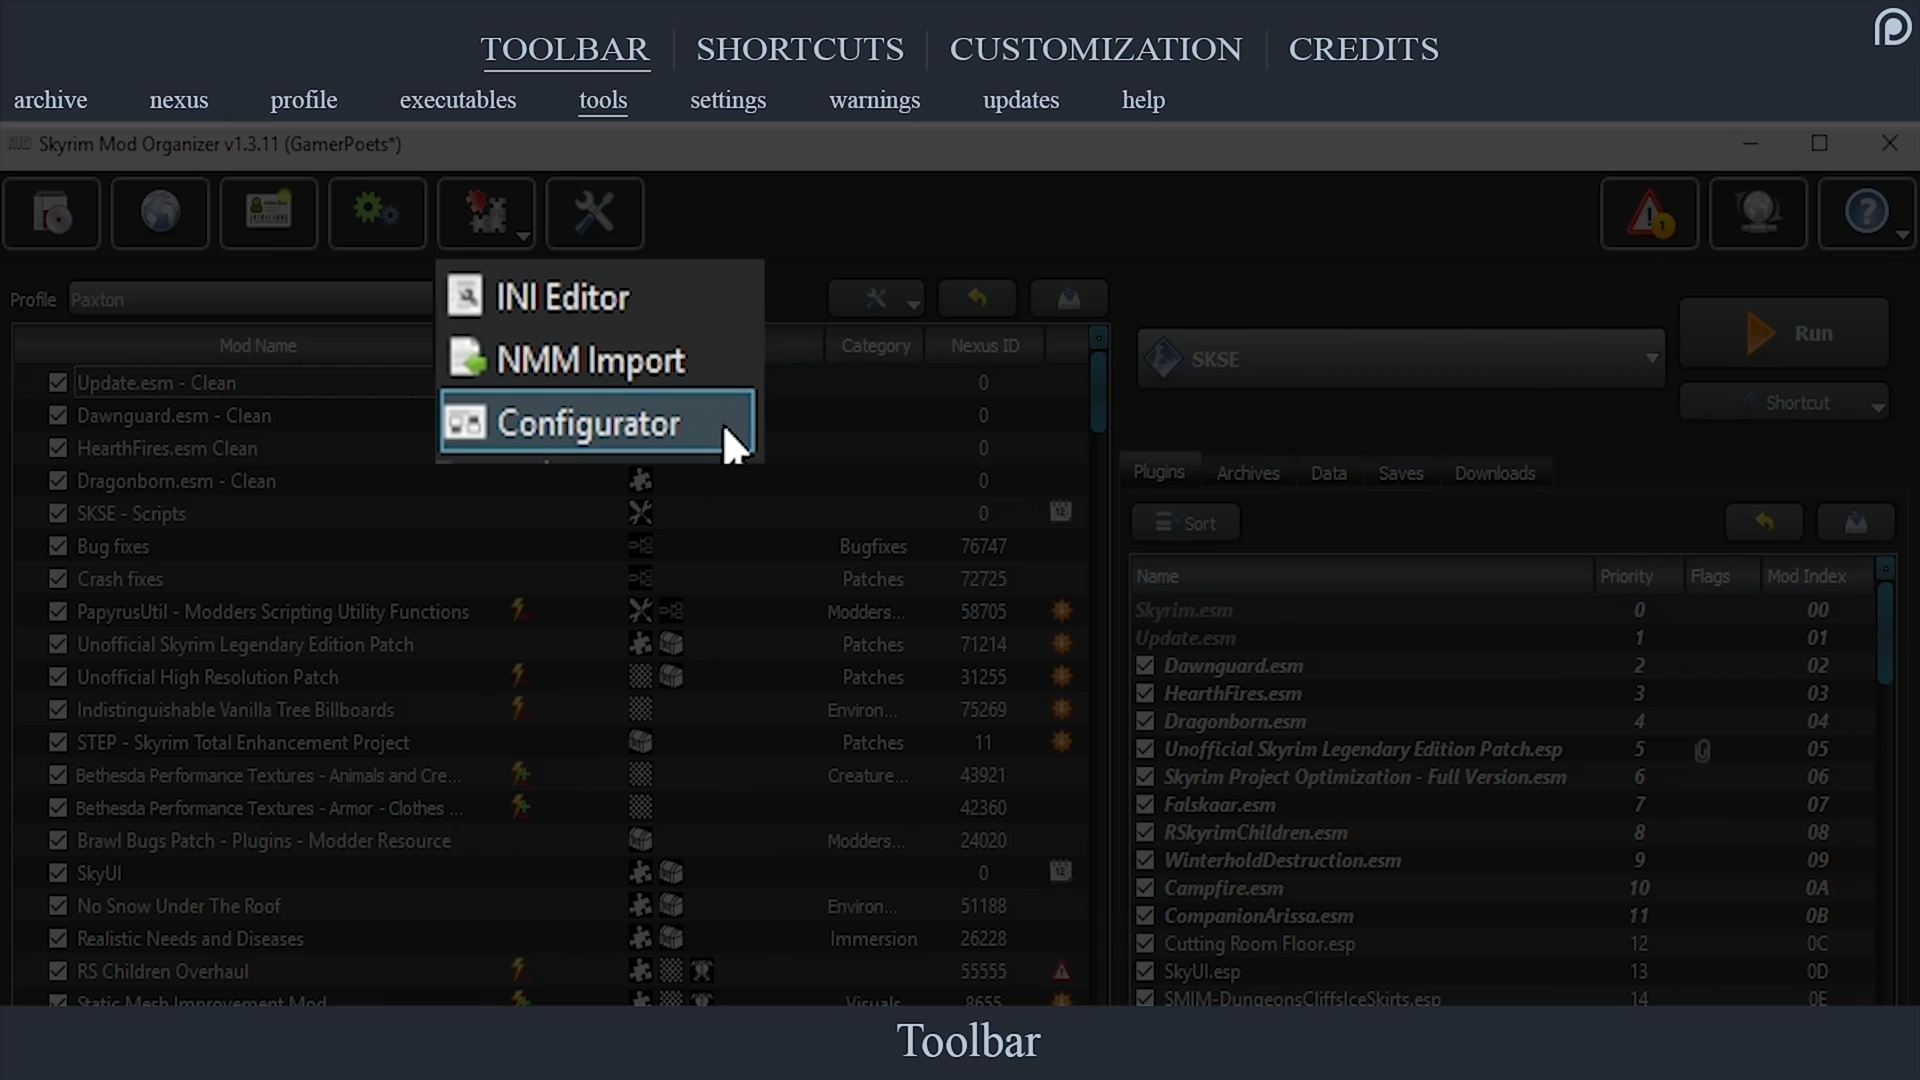 TOOLBAR SHORTCUTS CUSTOMIZATION CREDITS
archive nexus profile executables tools settings warnings updates help
Skyrim Mod Organizer v1.3.11 (GamerPoets*)
INI Editor
NMM Import
Configurator
Profile Paxton
Mod Name Category Nexus ID
Update.esm - Clean 0
Dawnguard.esm - Clean 0
HearthFires.esm Clean 0
Dragonborn.esm - Clean 0
SKSE - Scripts 0
Bug fixes Bugfixes 76747
Crash fixes Patches 72725
PapyrusUtil - Modders Scripting Utility Functions Modders... 58705
Unofficial Skyrim Legendary Edition Patch Patches 71214
Unofficial High Resolution Patch Patches 31255
Indistinguishable Vanilla Tree Billboards Environ... 75269
STEP - Skyrim Total Enhancement Project Patches 11
Bethesda Performance Textures - Animals and Cre... Creature... 43921
Bethesda Performance Textures - Armor - Clothes ... 42360
Brawl Bugs Patch - Plugins - Modder Resource Modders... 24020
SkyUI 0
No Snow Under The Roof Environ... 51188
Realistic Needs and Diseases Immersion 26228
RS Children Overhaul 55555
Static Mesh Improvement Mod Visuals 8655
SKSE
Run
Shortcut
Plugins Archives Data Saves Downloads
Sort
Name Priority Flags Mod Index
Skyrim.esm 0 00
Update.esm 1 01
Dawnguard.esm 2 02
HearthFires.esm 3 03
Dragonborn.esm 4 04
Unofficial Skyrim Legendary Edition Patch.esp 5 05
Skyrim Project Optimization - Full Version.esm 6 06
Falskaar.esm 7 07
RSkyrimChildren.esm 8 08
WinterholdDestruction.esm 9 09
Campfire.esm 10 0A
CompanionArissa.esm 11 0B
Cutting Room Floor.esp 12 0C
SkyUI.esp 13 0D
SMIM-DungeonsCliffsIceSkirts.esp 14 0E
Toolbar